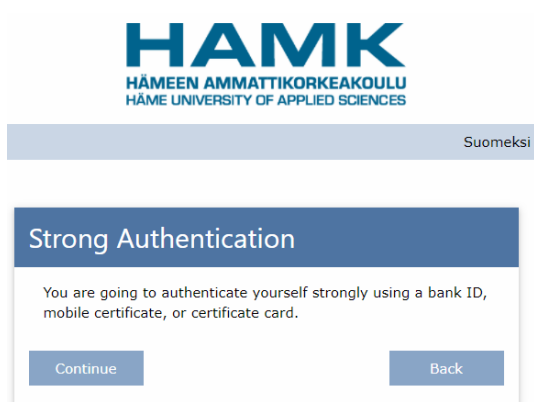 HAMK
HÄMEEN AMMATTIKORKEAKOULU
HÄME UNIVERSITY OF APPLIED SCIENCES
Suomeksi
Strong Authentication
You are going to authenticate yourself strongly using a bank ID,
mobile certificate, or certificate card.
Continue
Back